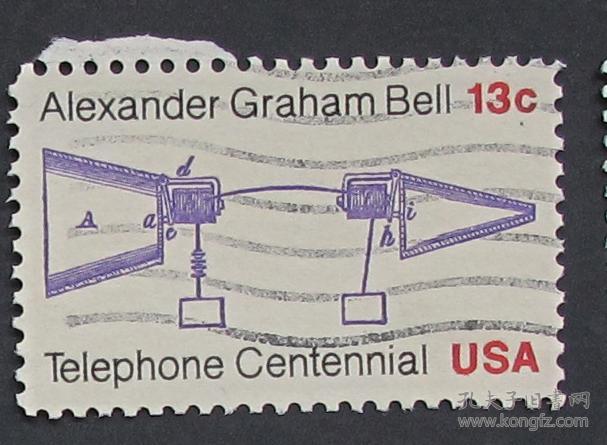 Alexander Graham Bell 13c
d
A a c h i
Telephone Centennial USA
孔夫子旧书网
www.kongfz.com